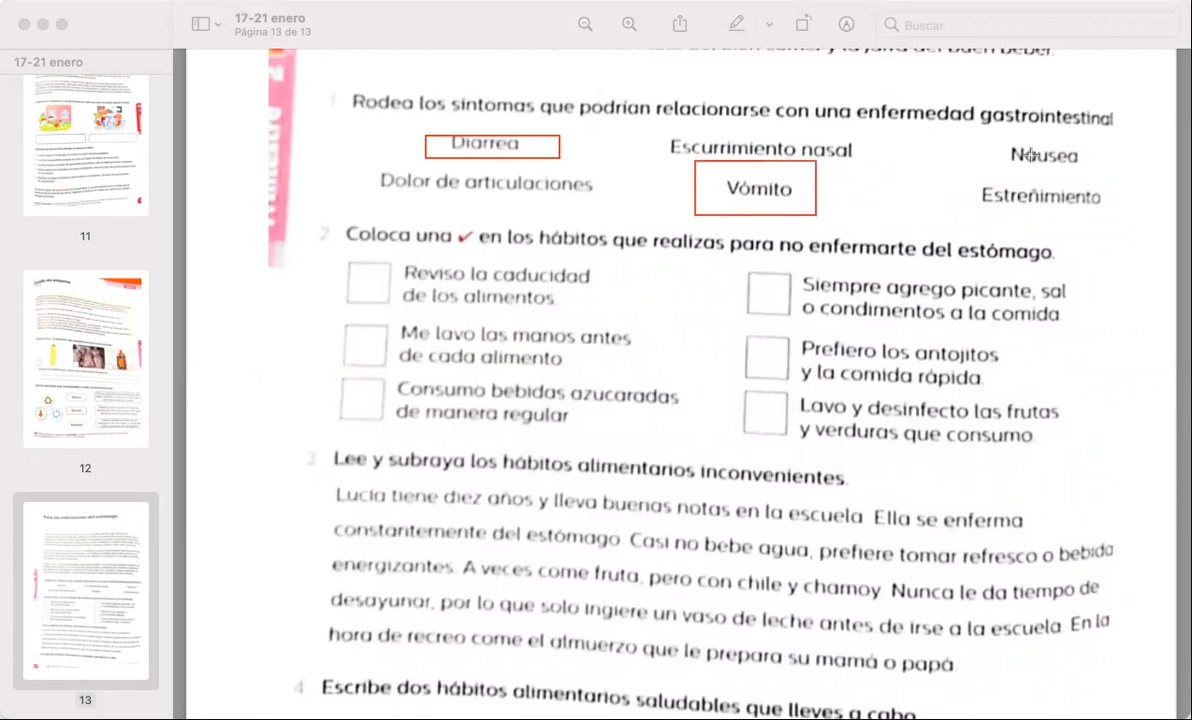 17-21 enero
Página 13 de 13
Buscar
17-21 enero
11
12
13
y la jarra del buen beber.
1 Rodea los síntomas que podrían relacionarse con una enfermedad gastrointestinal
Diarrea Escurrimiento nasal Náusea
Dolor de articulaciones Vómito Estreñimiento
2 Coloca una ✓ en los hábitos que realizas para no enfermarte del estómago.
Reviso la caducidad
de los alimentos
Siempre agrego picante, sal
o condimentos a la comida
Me lavo las manos antes
de cada alimento
Prefiero los antojitos
y la comida rápida.
Consumo bebidas azucaradas
de manera regular
Lavo y desinfecto las frutas
y verduras que consumo
3 Lee y subraya los hábitos alimentarios inconvenientes.
Lucía tiene diez años y lleva buenas notas en la escuela. Ella se enferma
constantemente del estómago. Casi no bebe agua, prefiere tomar refresco o bebida
energizantes. A veces come fruta, pero con chile y chamoy. Nunca le da tiempo de
desayunar, por lo que solo ingiere un vaso de leche antes de irse a la escuela. En la
hora de recreo come el almuerzo que le prepara su mamá o papá.
4 Escribe dos hábitos alimentarios saludables que lleves a cabo